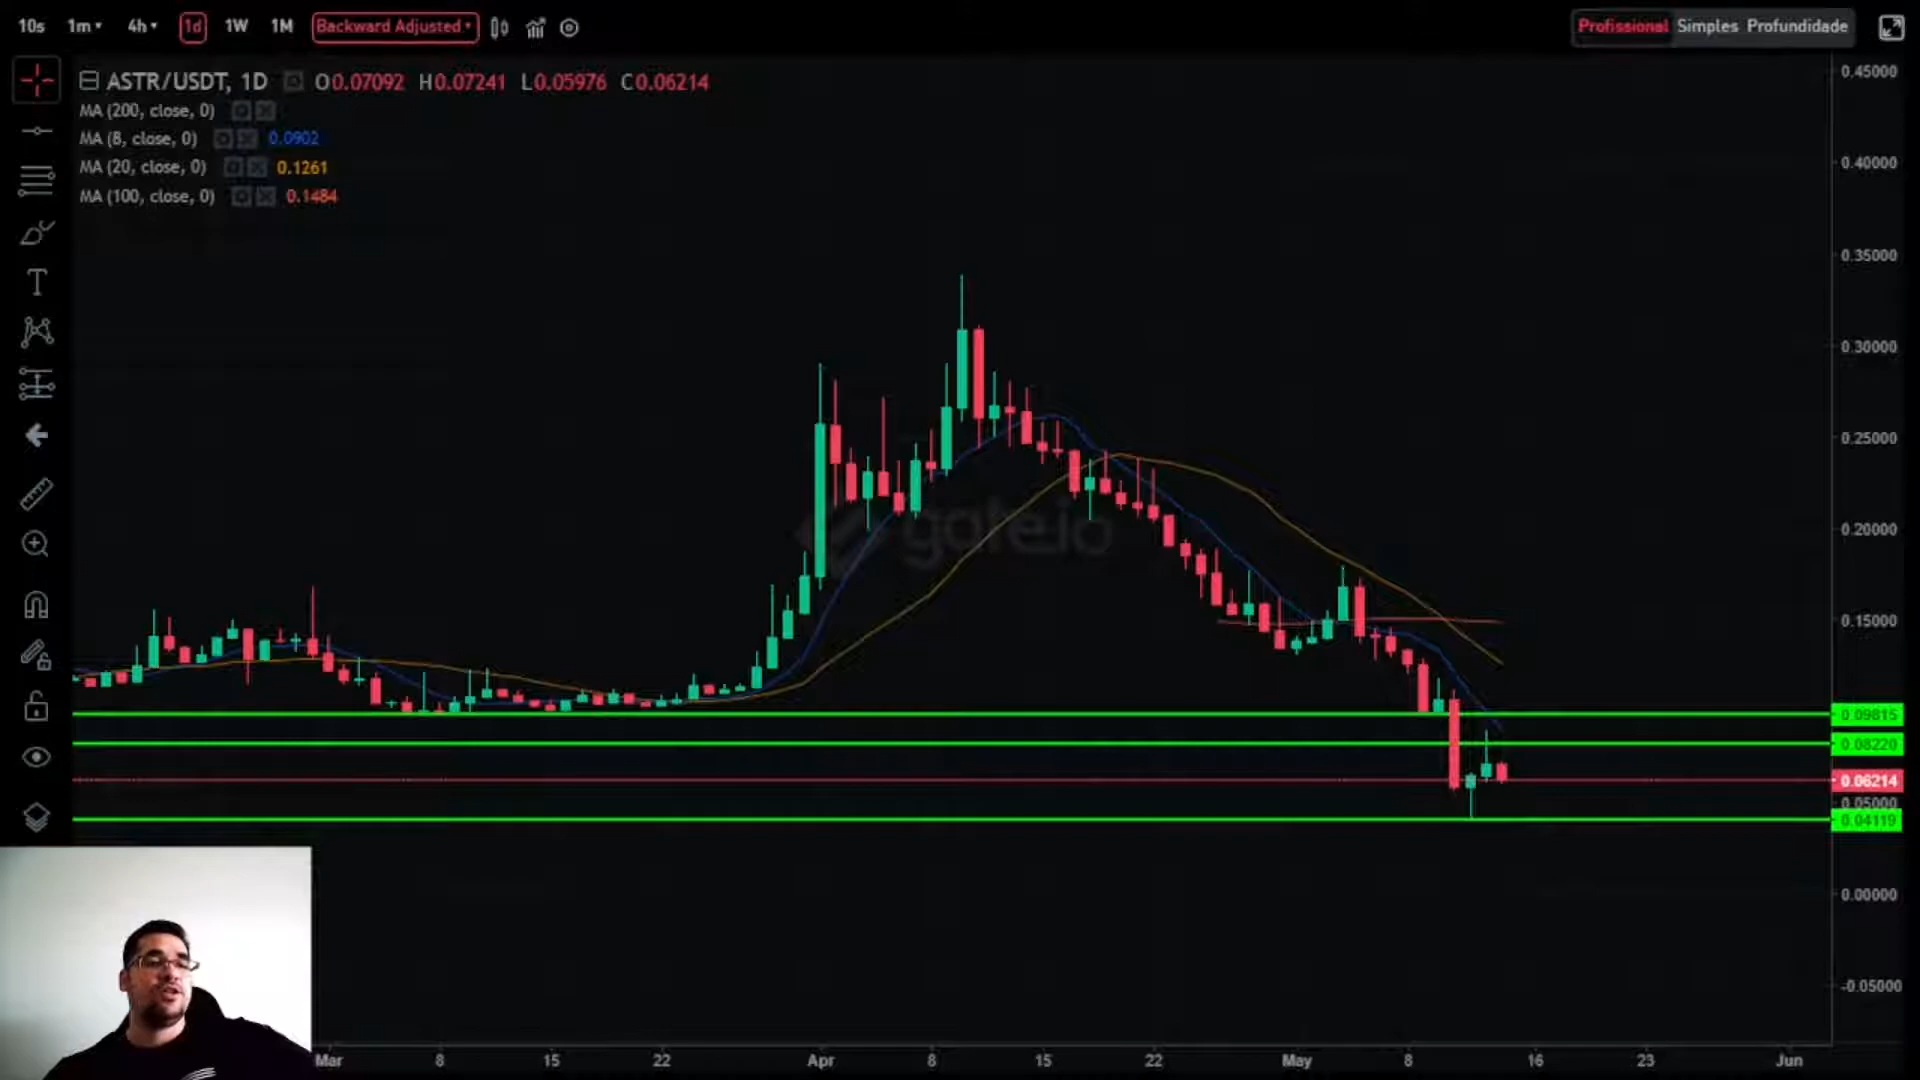 10s 1m 4h 1d 1W 1M Backward Adjusted
Profissional Simples Profundidade
ASTR/USDT, 1D O0.07092 H0.07241 L0.05976 C0.06214
MA (200, close, 0)
MA (8, close, 0) 0.0902
MA (20, close, 0) 0.1261
MA (100, close, 0) 0.1484
T
gate.io
0.45000
0.40000
0.35000
0.30000
0.25000
0.20000
0.15000
0.09815
0.08220
0.06214
0.05000
0.04119
0.00000
-0.05000
Mar 8 15 22 Apr 8 15 22 May 8 16 23 Jun